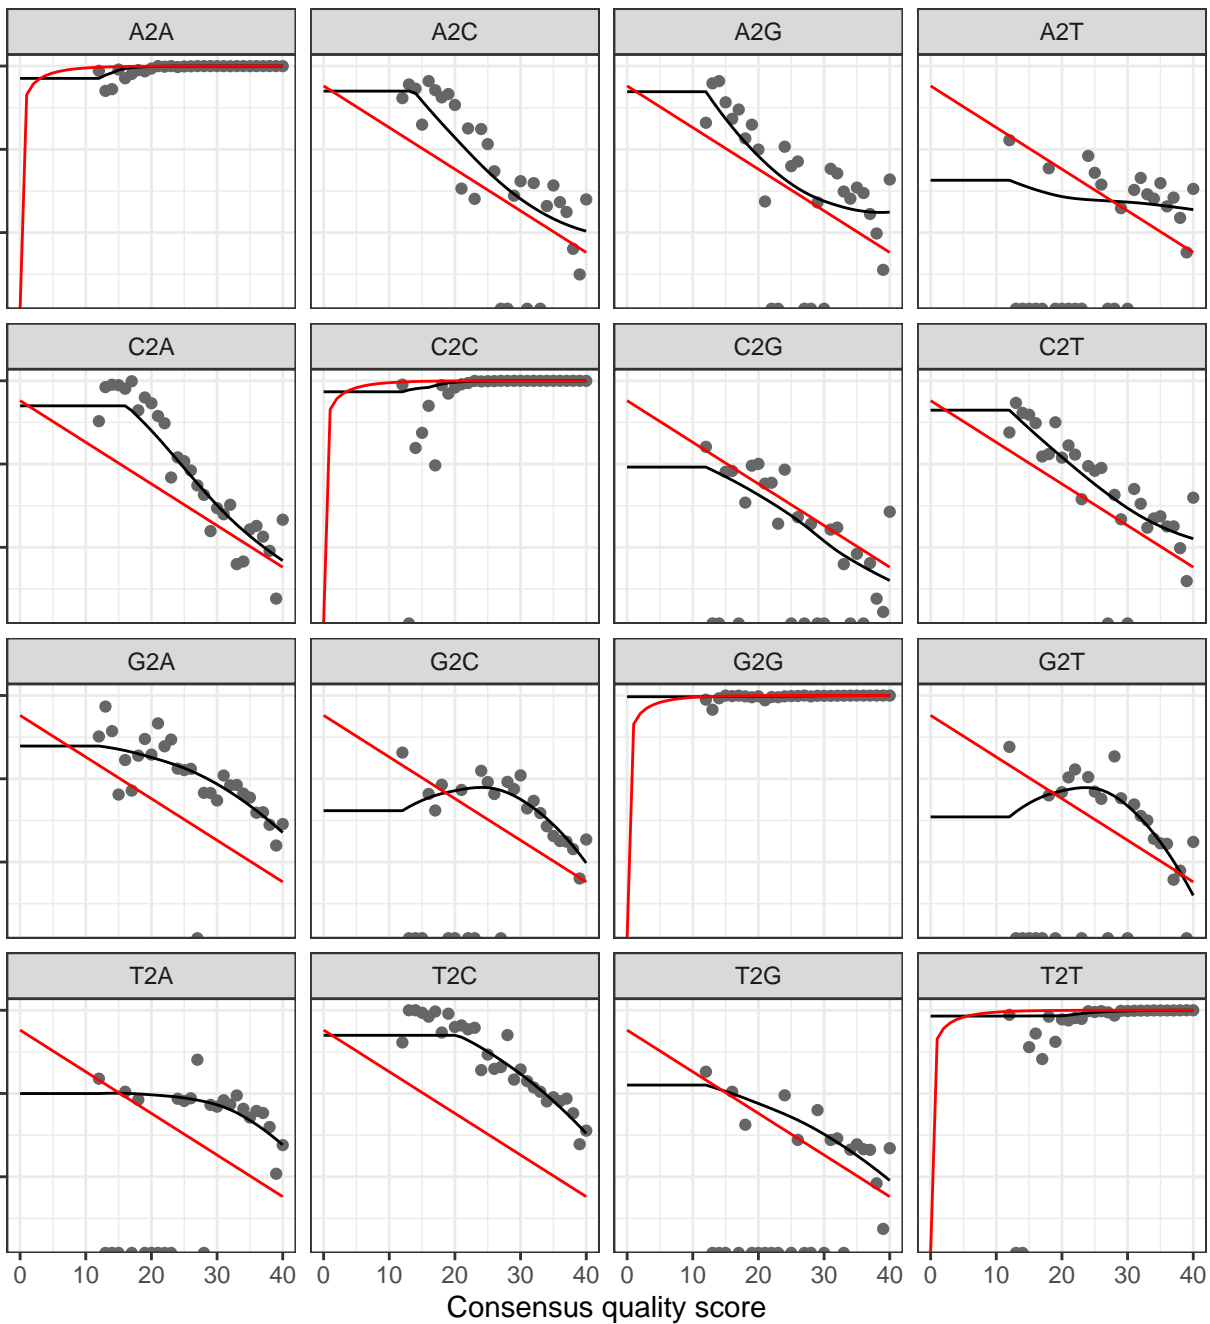 A2A A2C A2G A2T
C2A C2C C2G C2T
G2A G2C G2G G2T
T2A T2C T2G T2T
0 10 20 30 40 0 10 20 30 40 0 10 20 30 40 0 10 20 30 40
Consensus quality score